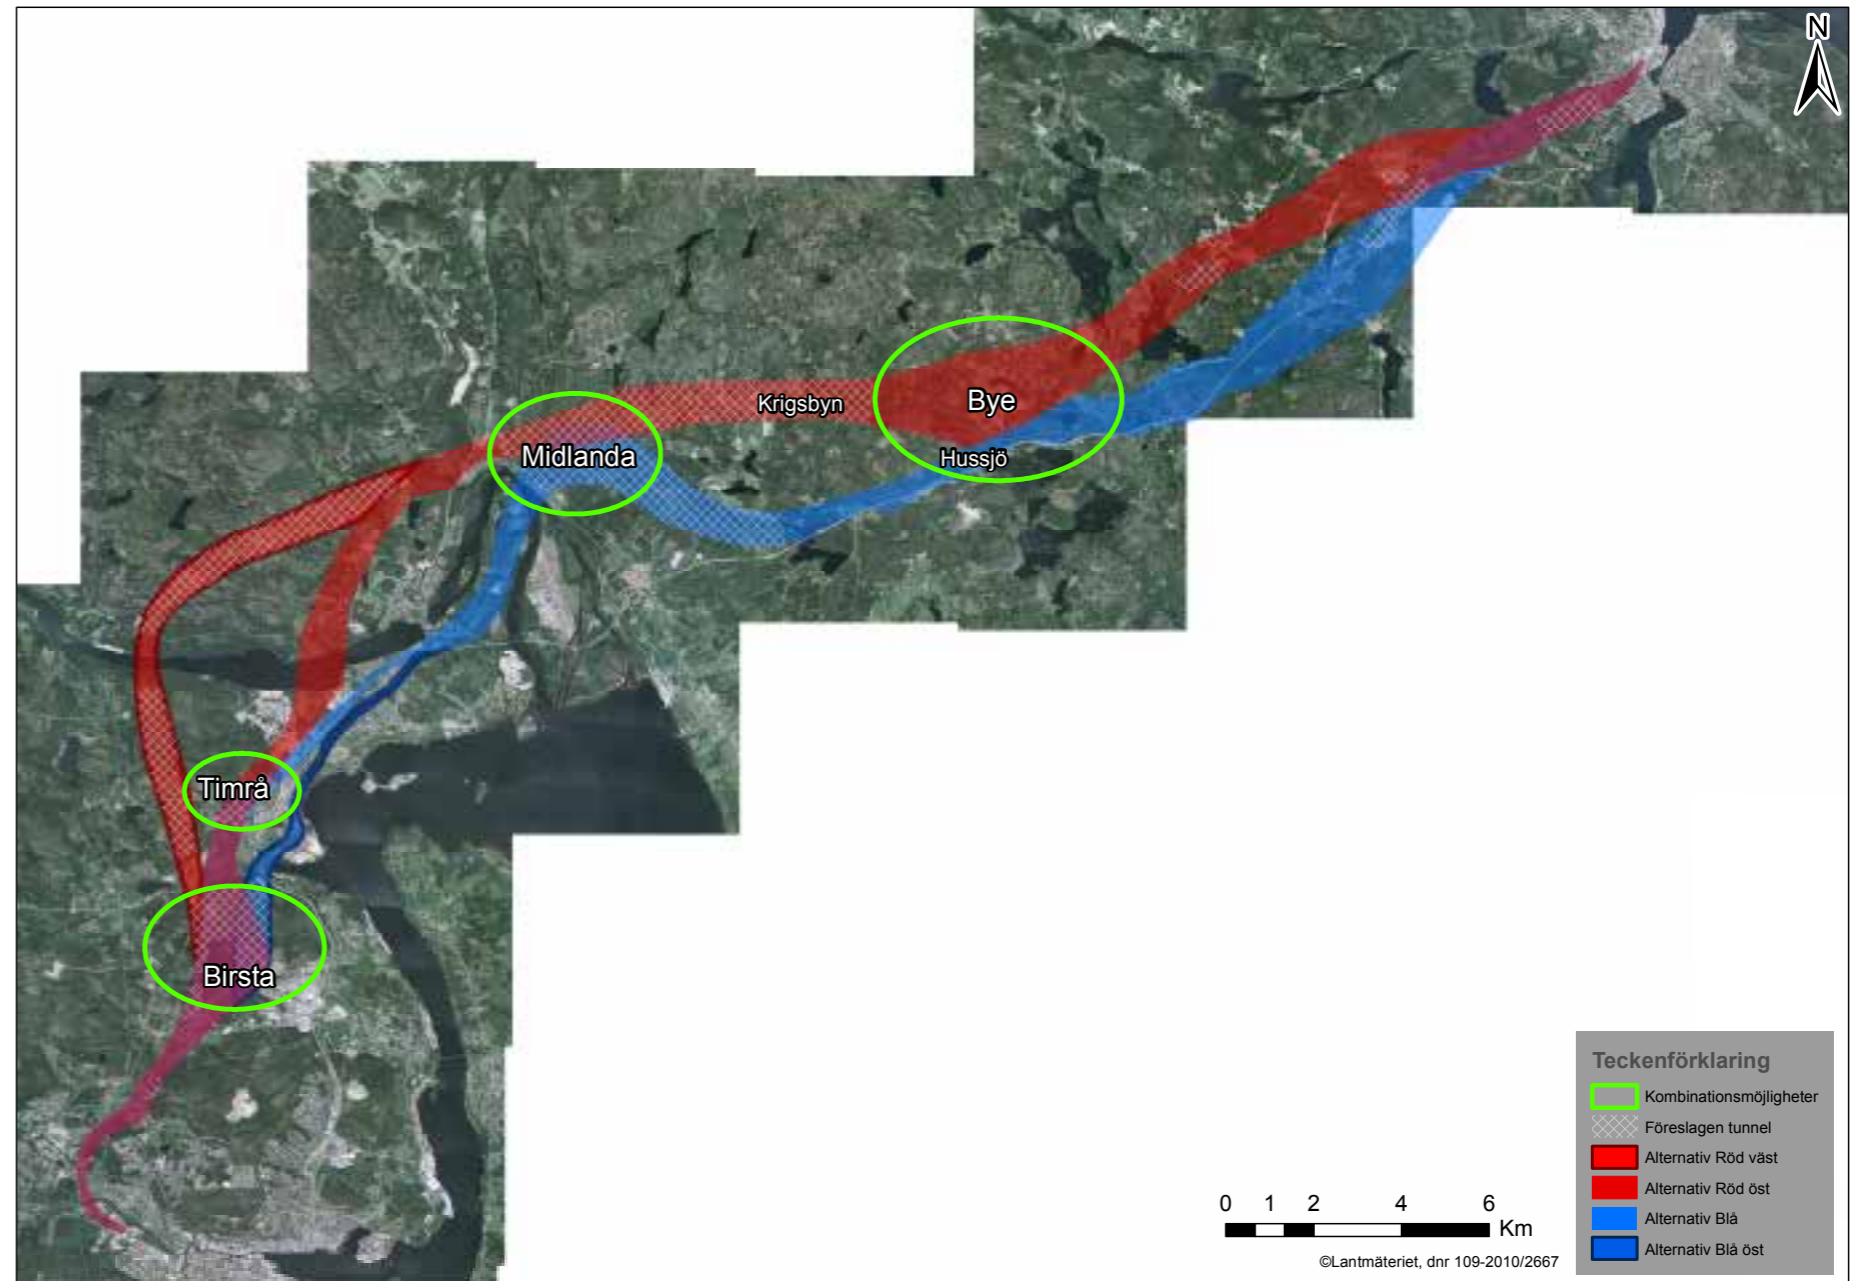 N
Krigsbyn
Bye
Midlanda
Hussjö
Timrå
Birsta
Teckenförklaring
Kombinationsmöjligheter
Föreslagen tunnel
Alternativ Röd väst
Alternativ Röd öst
Alternativ Blå
Alternativ Blå öst
0 1 2 4 6
Km
©Lantmäteriet, dnr 109-2010/2667